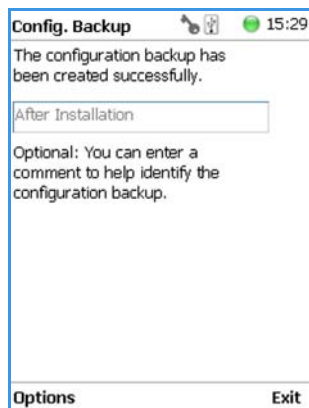 Config. Backup 15:29
The configuration backup has
been created successfully.
After Installation
Optional: You can enter a
comment to help identify the
configuration backup.
Options Exit